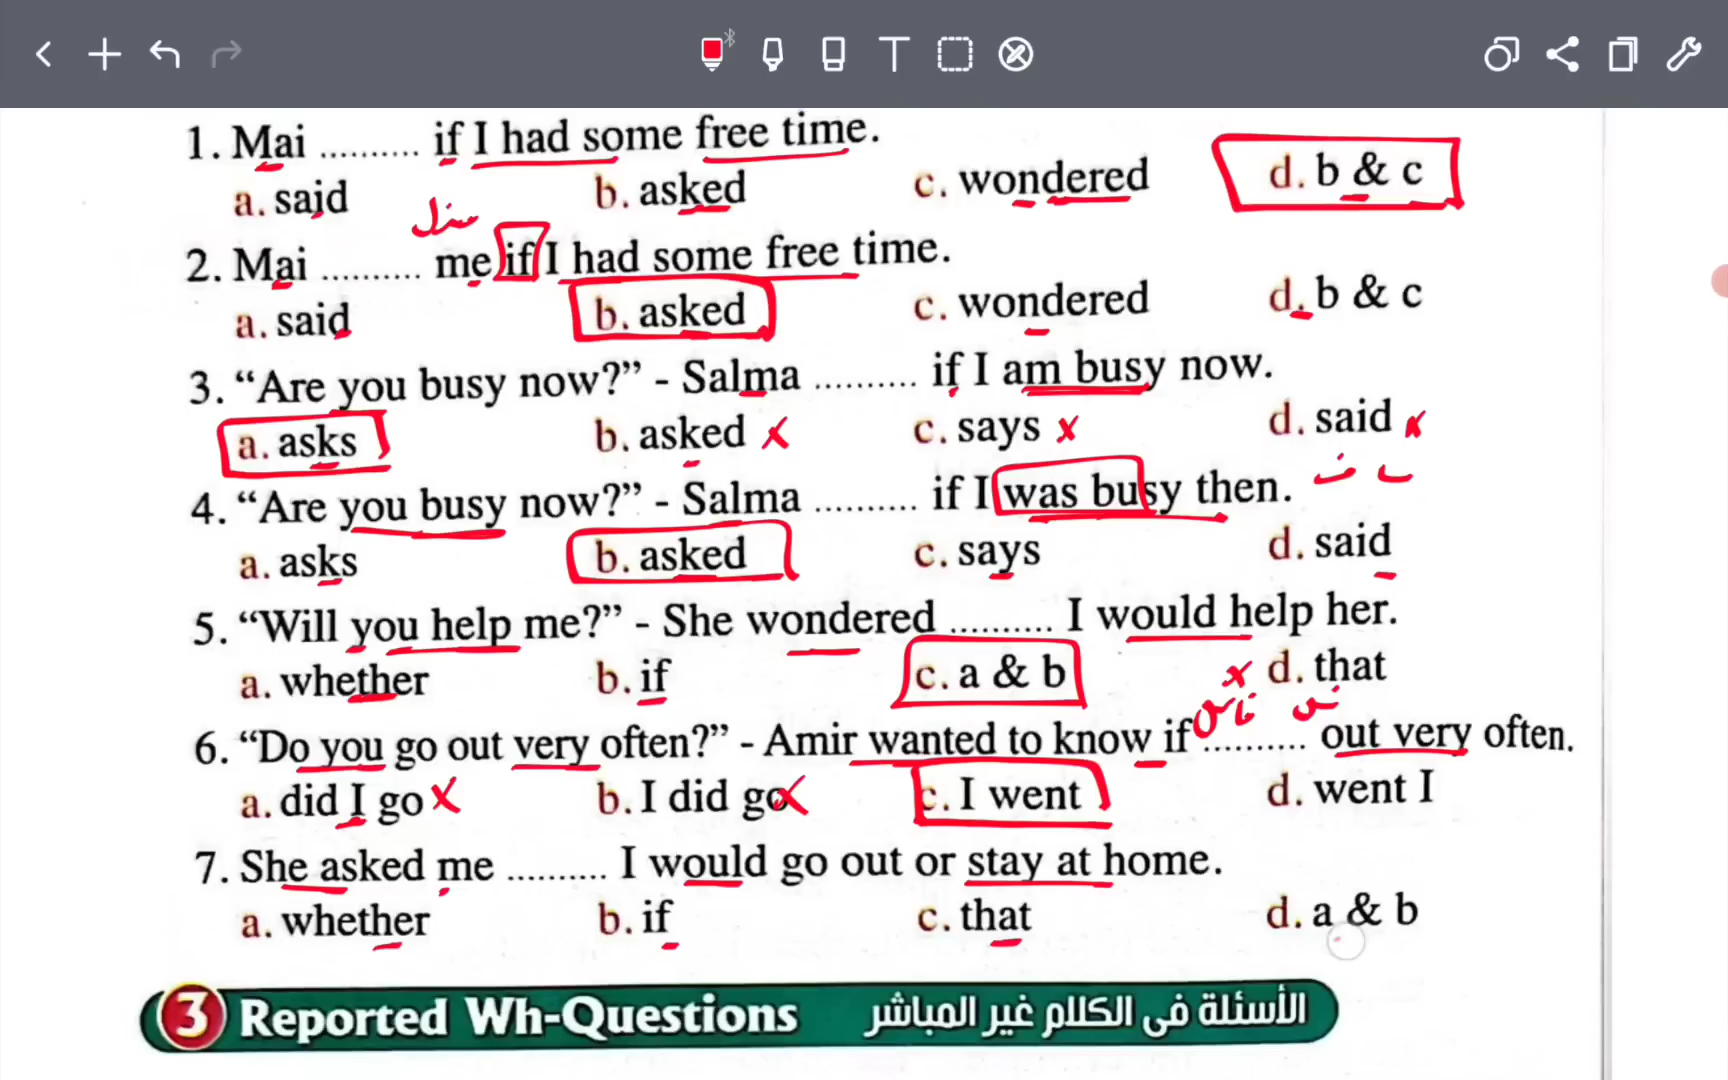 1. Mai .......... if I had some free time.
a. said b. asked c. wondered d. b & c
2. Mai .......... me if I had some free time.
a. said b. asked c. wondered d. b & c
3. “Are you busy now?” - Salma .......... if I am busy now.
a. asks b. asked c. says d. said
4. “Are you busy now?” - Salma .......... if I was busy then.
a. asks b. asked c. says d. said
5. “Will you help me?” - She wondered .......... I would help her.
a. whether b. if c. a & b d. that
6. “Do you go out very often?” - Amir wanted to know if .......... out very often.
a. did I go b. I did go c. I went d. went I
7. She asked me .......... I would go out or stay at home.
a. whether b. if c. that d. a & b
3 Reported Wh-Questions الأسئلة فى الكلام غير المباشر